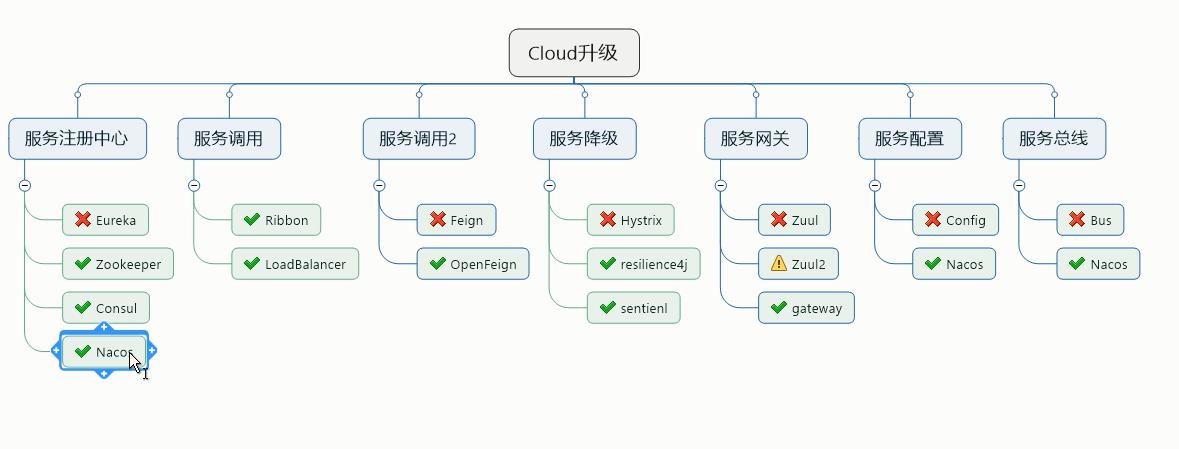 Cloud升级
服务注册中心
服务调用
服务调用2
服务降级
服务网关
服务配置
服务总线
Eureka
Zookeeper
Consul
Nacos
Ribbon
LoadBalancer
Feign
OpenFeign
Hystrix
resilience4j
sentienl
Zuul
Zuul2
gateway
Config
Nacos
Bus
Nacos